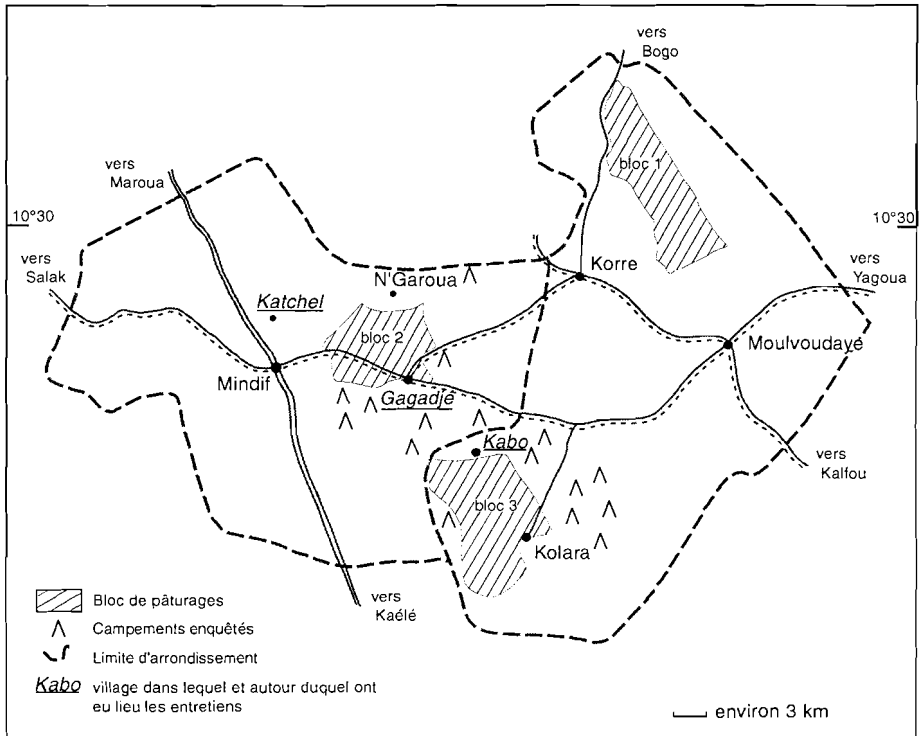 vers
Bogo
bloc 1
vers
Maroua
10°30
10°30
vers
Salak
vers
Yagoua
N'Garoua
Korre
Katchel
bloc 2
Moulvoudaye
Mindif
Gagadje
Kabo
vers
Kalfou
bloc 3
Kolara
vers
Kaélé
Bloc de pâturages
Campements enquêtés
Limite d'arrondissement
Kabo village dans lequel et autour duquel ont
eu lieu les entretiens
environ 3 km